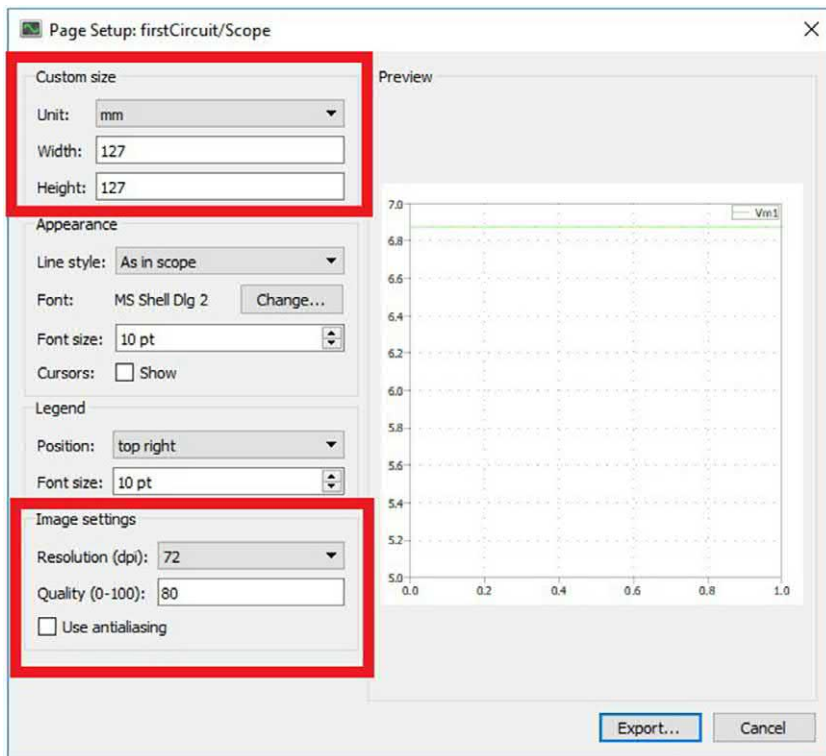 Page Setup: firstCircuit/Scope
Custom size
Unit: mm
Width: 127
Height: 127
Appearance
Line style: As in scope
Font: MS Shell Dlg 2 Change...
Font size: 10 pt
Cursors: Show
Legend
Position: top right
Font size: 10 pt
Image settings
Resolution (dpi): 72
Quality (0-100): 80
Use antialiasing
Preview
Vm1
7.0
6.8
6.6
6.4
6.2
6.0
5.8
5.6
5.4
5.2
5.0
0.0 0.2 0.4 0.6 0.8 1.0
Export... Cancel